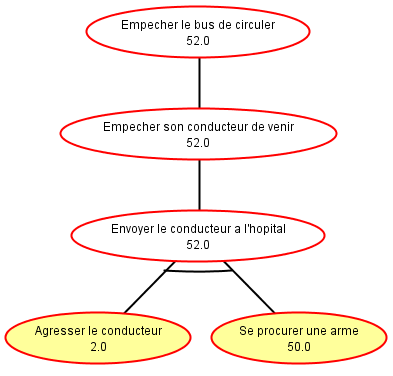 Empecher le bus de circuler
52.0
Empecher son conducteur de venir
52.0
Envoyer le conducteur a l'hopital
52.0
Agresser le conducteur
2.0
Se procurer une arme
50.0